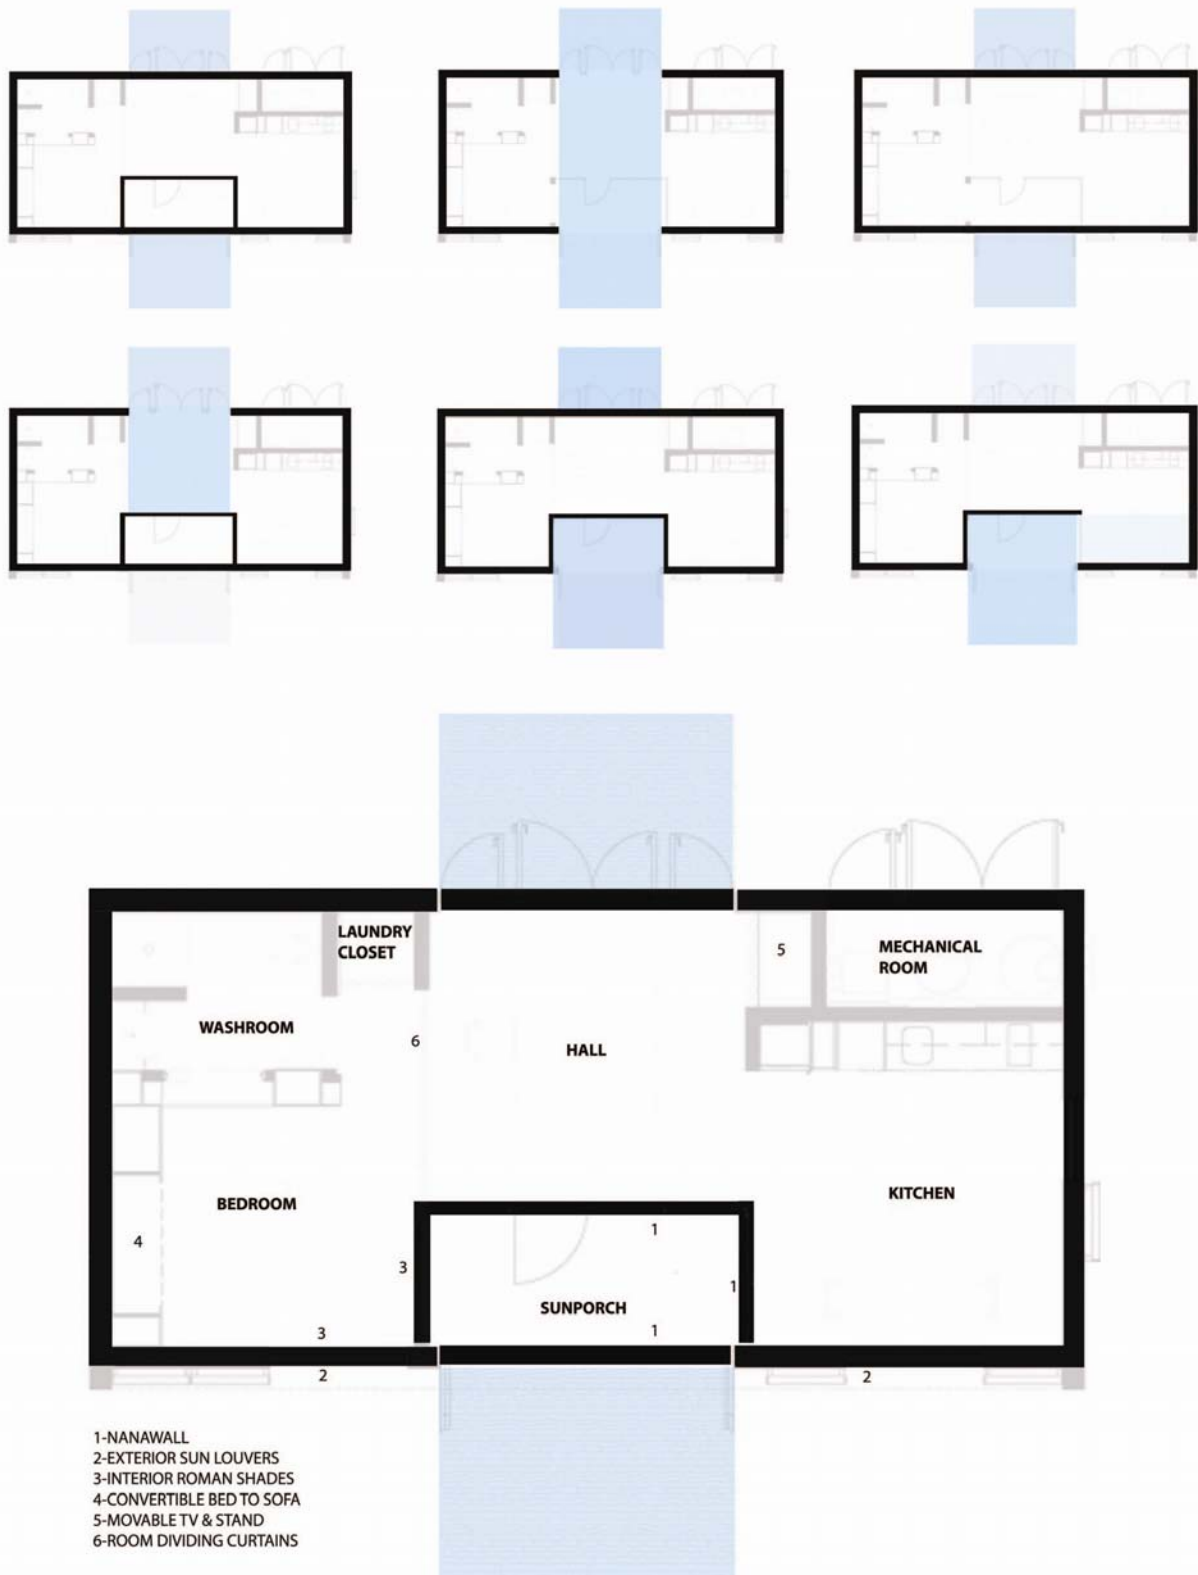 LAUNDRY
CLOSET
5
MECHANICAL
ROOM
WASHROOM
6
HALL
BEDROOM
KITCHEN
4
3
1
1
SUNPORCH
3
1
2
2
1-NANAWALL
2-EXTERIOR SUN LOUVERS
3-INTERIOR ROMAN SHADES
4-CONVERTIBLE BED TO SOFA
5-MOVABLE TV & STAND
6-ROOM DIVIDING CURTAINS